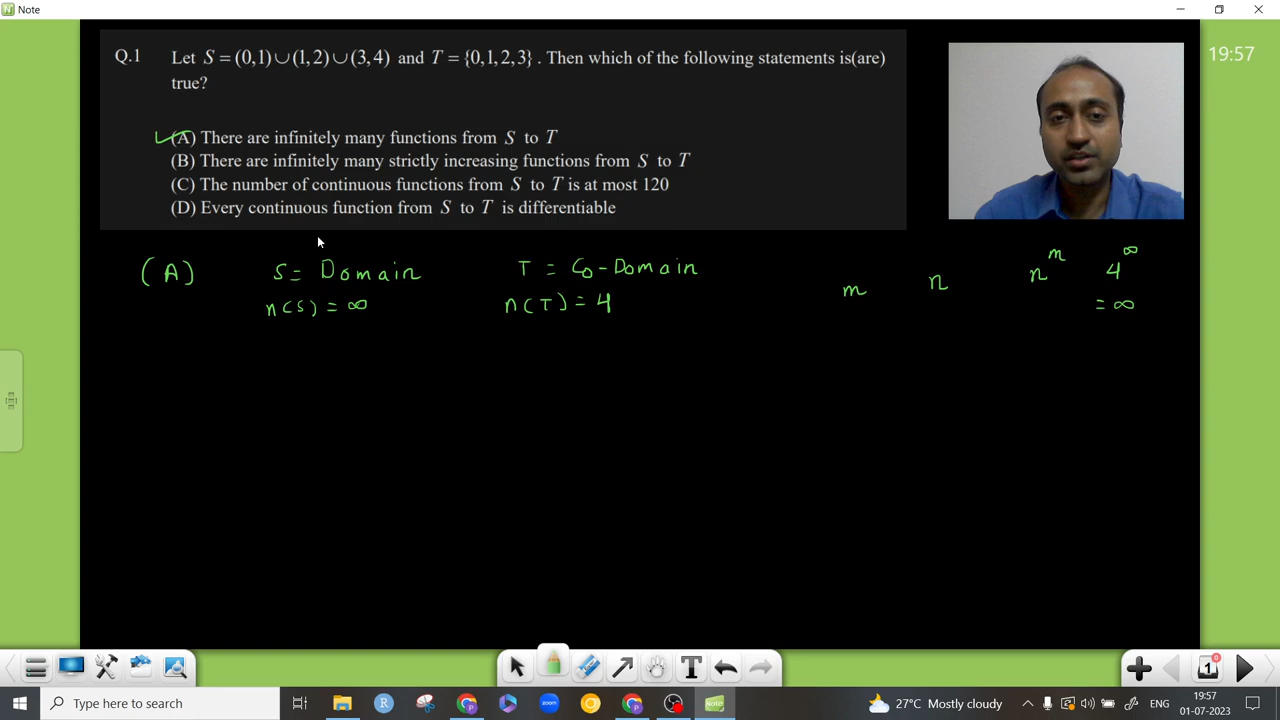 Note
Q.1 Let S = (0,1) ∪ (1,2) ∪ (3,4) and T = {0,1,2,3} . Then which of the following statements is(are)
true?
(A) There are infinitely many functions from S to T
(B) There are infinitely many strictly increasing functions from S to T
(C) The number of continuous functions from S to T is at most 120
(D) Every continuous function from S to T is differentiable
19:57
(A) S = Domain T = Co-Domain
n(S) = ∞ n(T) = 4
m n n^m 4^∞
= ∞
1
Type here to search
Note
27°C Mostly cloudy
ENG
19:57
01-07-2023